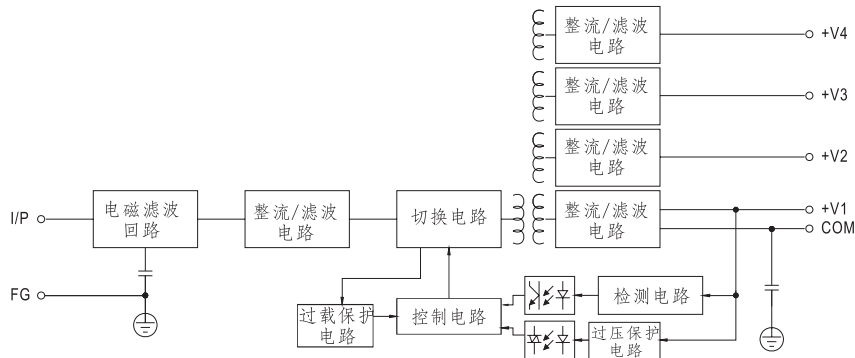 整流/滤波
电路
+V4
整流/滤波
电路
+V3
整流/滤波
电路
+V2
I/P
电磁滤波
回路
整流/滤波
电路
切换电路
整流/滤波
电路
+V1
COM
FG
过载保护
电路
控制电路
检测电路
过压保护
电路